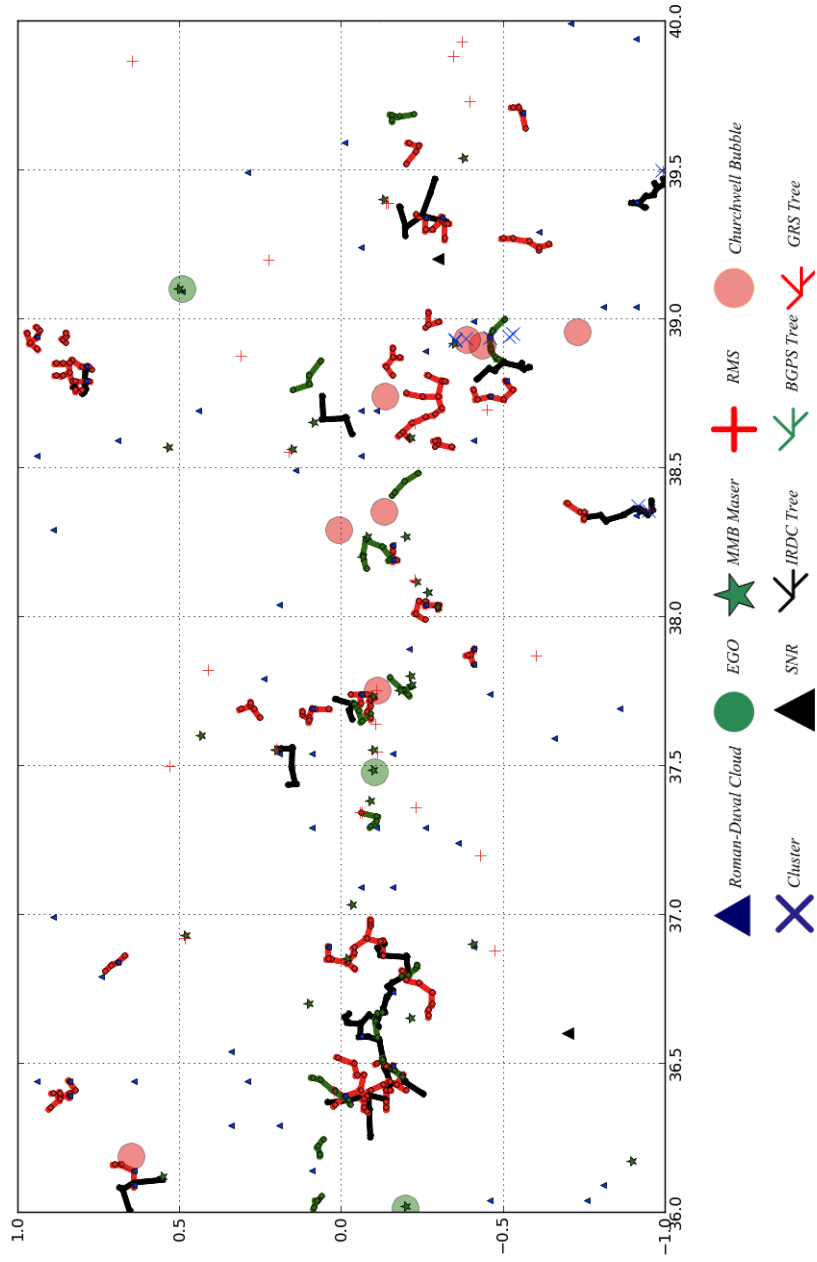 1.0
0.5
0.0
−0.5
−1.0
36.0
36.5
37.0
37.5
38.0
38.5
39.0
39.5
40.0
Roman-Duval Cloud
EGO
MMB Maser
RMS
Churchwell Bubble
Cluster
SNR
IRDC Tree
BGPS Tree
GRS Tree